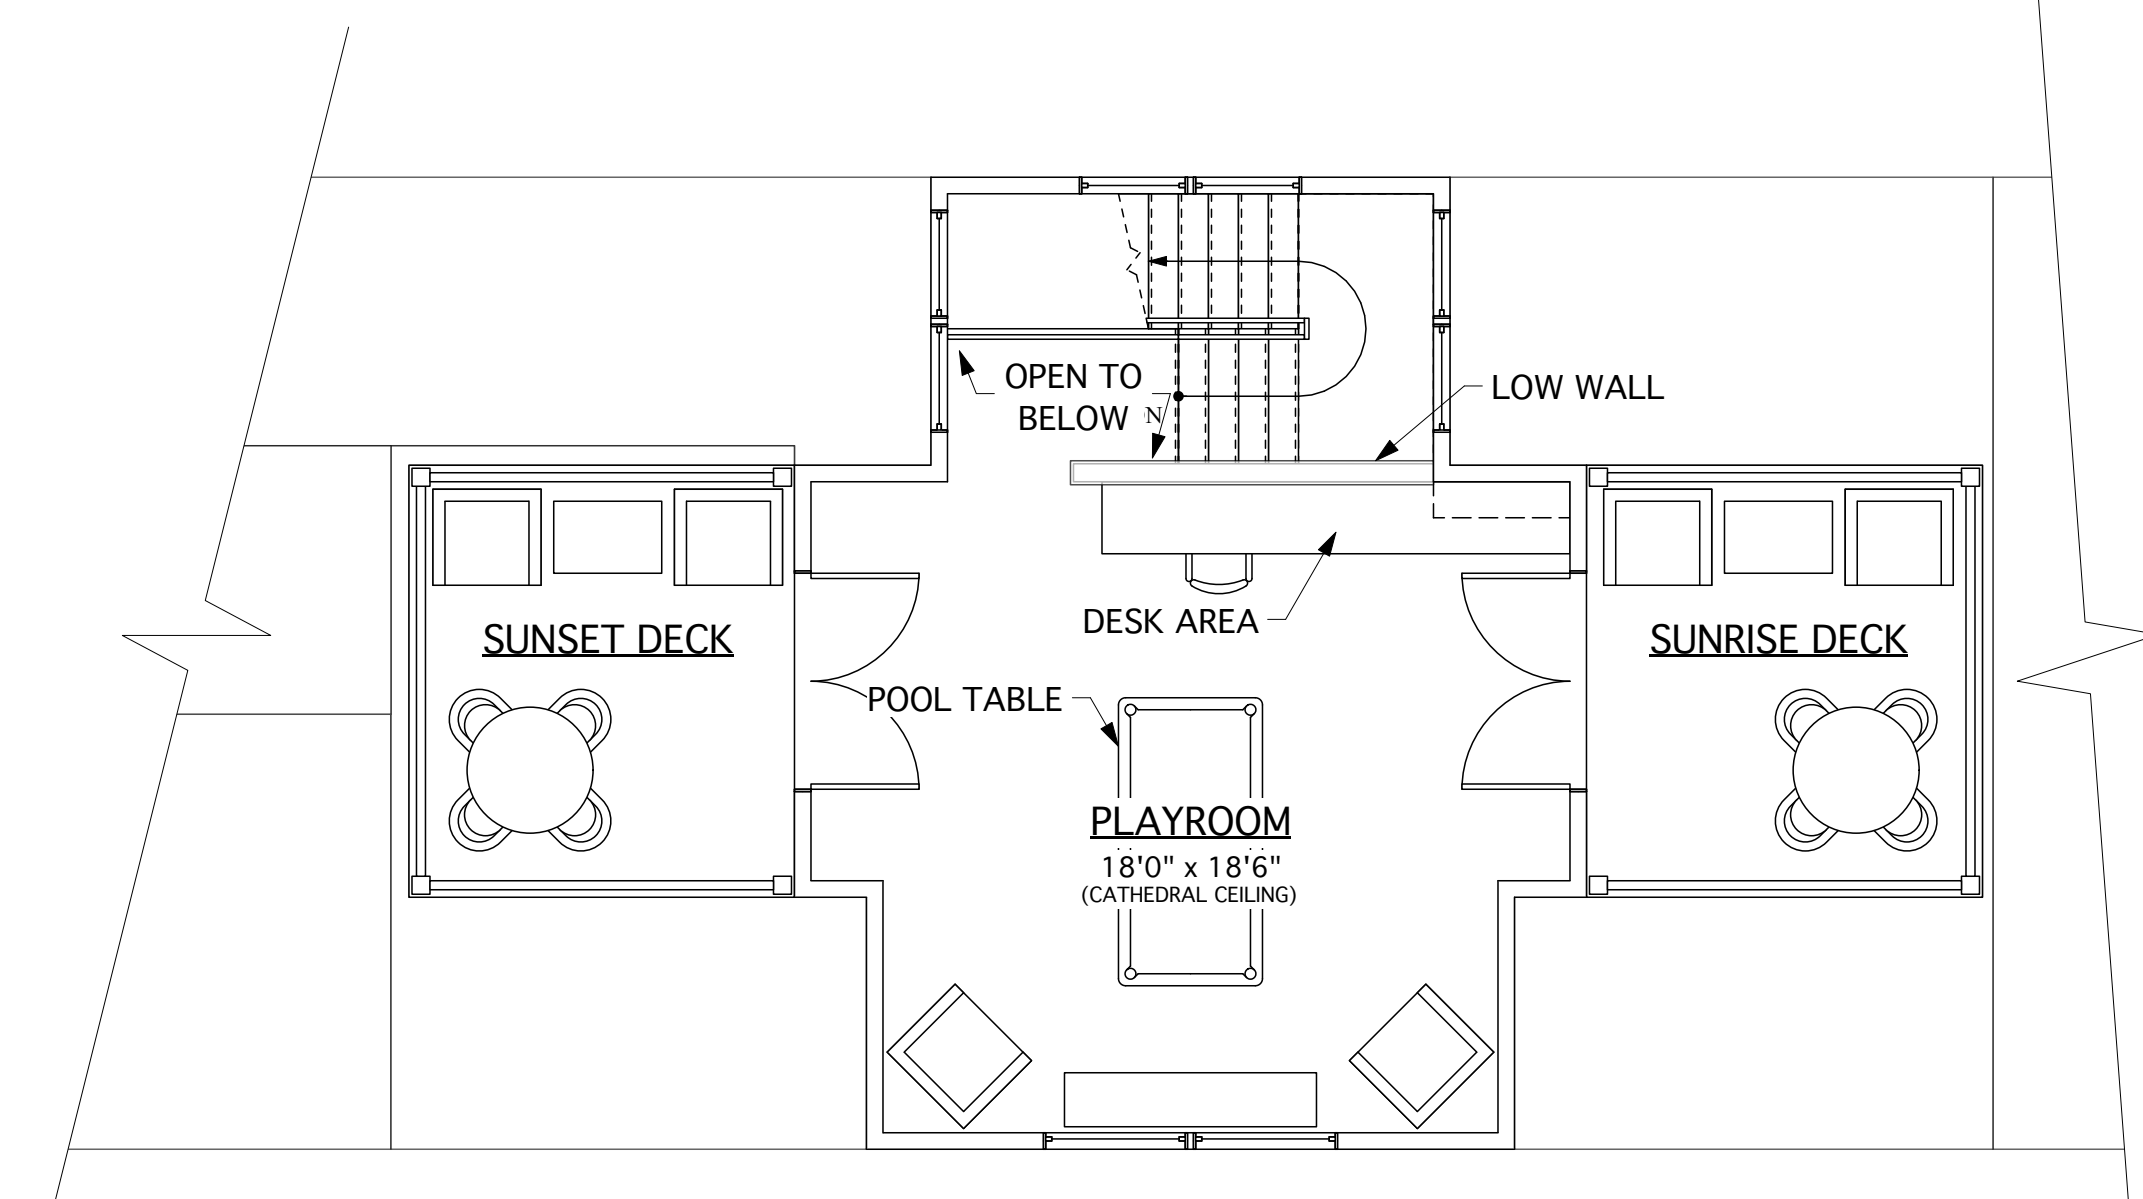 OPEN TO
BELOW
LOW WALL
DESK AREA
SUNSET DECK
SUNRISE DECK
POOL TABLE
PLAYROOM
18'0" x 18'6"
(CATHEDRAL CEILING)